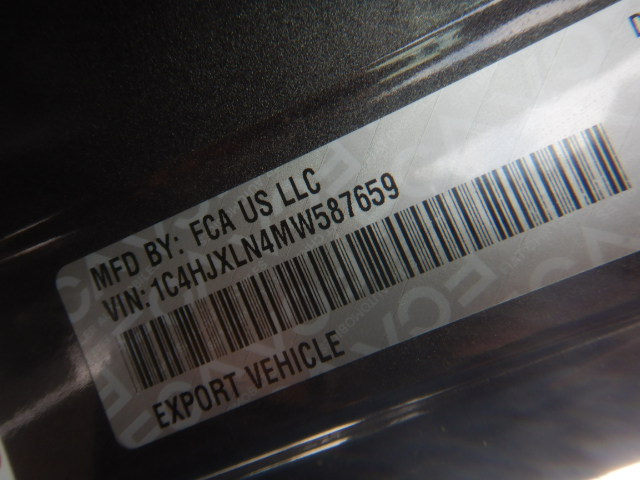 MFD BY: FCA US LLC
VIN: 1C4HJXLN4MW587659
EXPORT VEHICLE